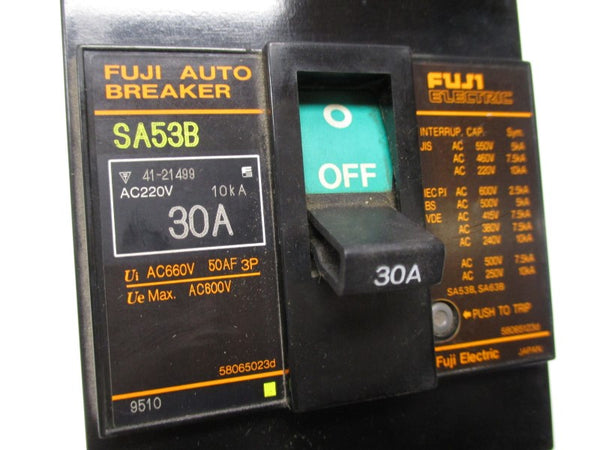 FUJI AUTO
BREAKER
SA53B
41-21499
AC220V 10kA
30A
Ui AC660V 50AF 3P
Ue Max. AC600V
58065023d
9510
O
OFF
30A
FUJI
ELECTRIC
INTERRUP. CAP. Sym.
JIS AC 550V 5kA
AC 460V 7.5kA
AC 220V 10kA
IEC P.I AC 600V 2.5kA
BS AC 500V 5kA
VDE AC 415V 7.5kA
AC 380V 7.5kA
AC 240V 10kA
AC 500V 7.5kA
AC 250V 10kA
SA53B, SA63B
←PUSH TO TRIP
58065123d
Fuji Electric JAPAN